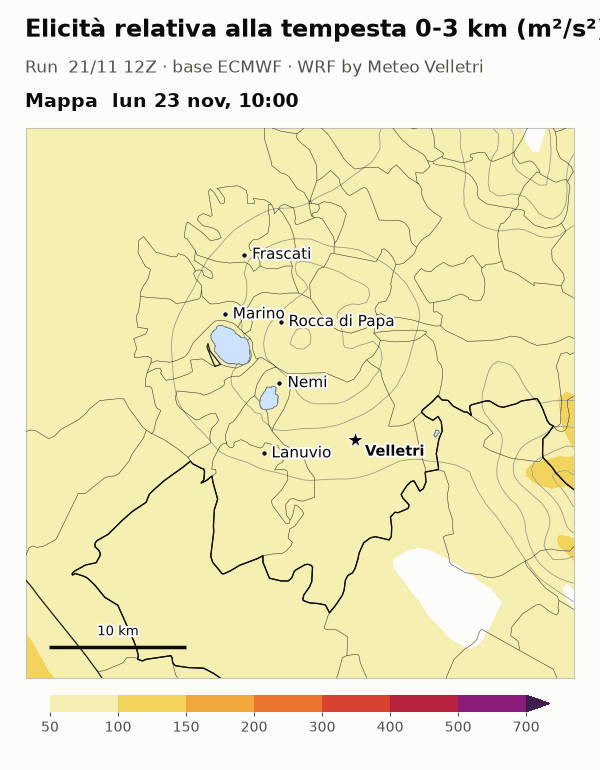 Elicità relativa alla tempesta 0-3 km (m²/s²)
Run 21/11 12Z · base ECMWF · WRF by Meteo Velletri
Mappa lun 23 nov, 10:00
Frascati
Marino
Rocca di Papa
Nemi
Velletri
Lanuvio
10 km
50 100 150 200 300 400 500 700